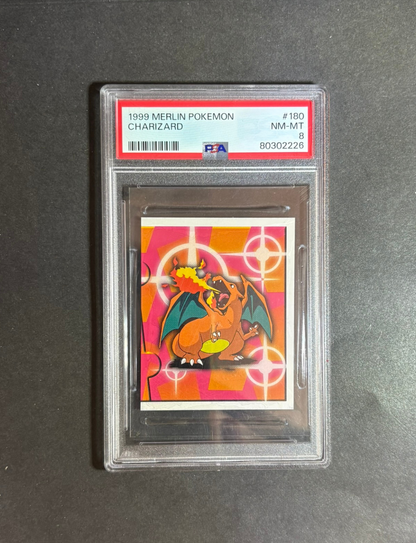 1999 MERLIN POKEMON #180
CHARIZARD NM-MT
8
PSA 80302226